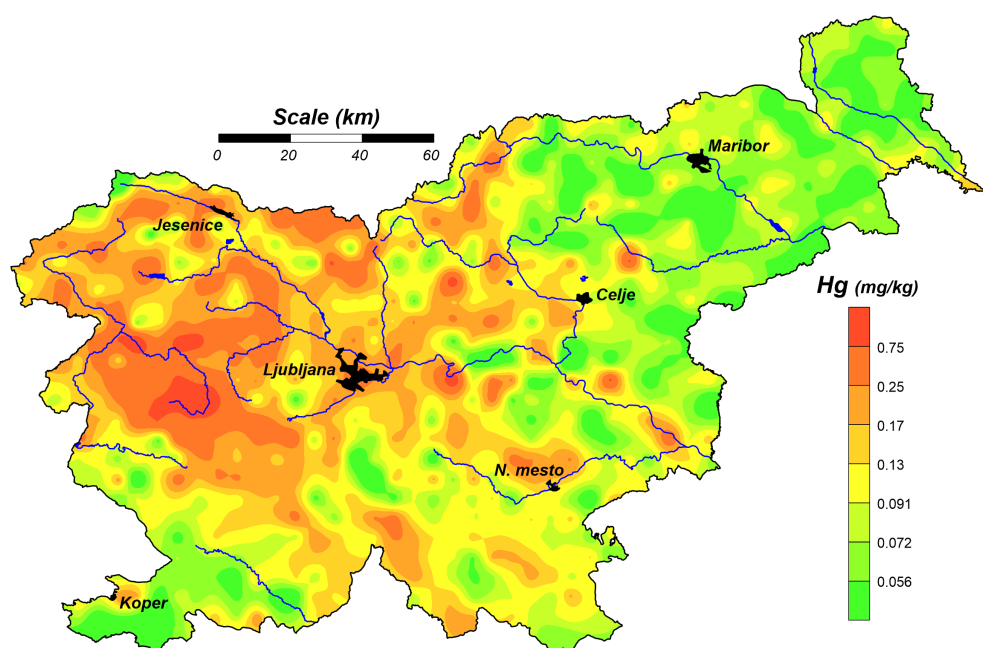 Scale (km)
0 20 40 60
Maribor
Jesenice
Hg (mg/kg)
Celje
0.75
Ljubljana
0.25
0.17
0.13
N. mesto
0.091
0.072
0.056
Koper